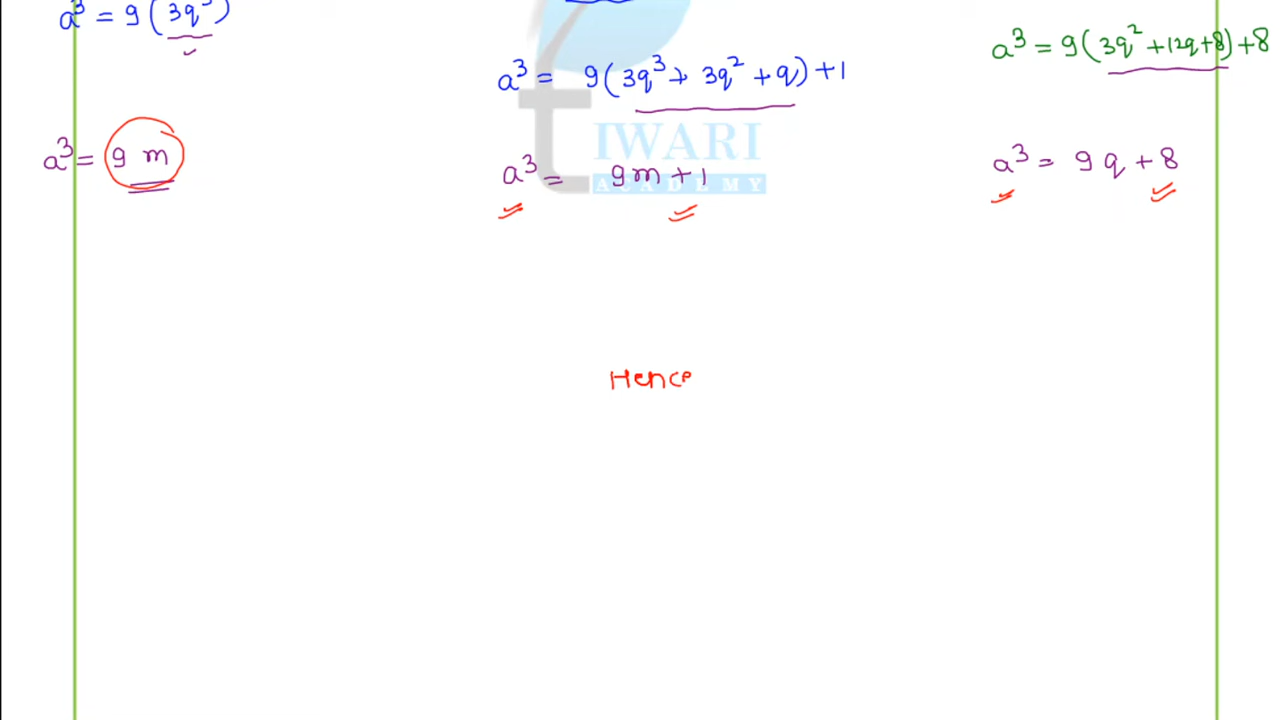 a³ = 9(3q³)
a³ = 9 m
a³ = 9(3q³ + 3q² + q) + 1
a³ = 9m + 1
a³ = 9(3q² + 12q + 8) + 8
a³ = 9q + 8
IWARI
ACADEMY
Hence